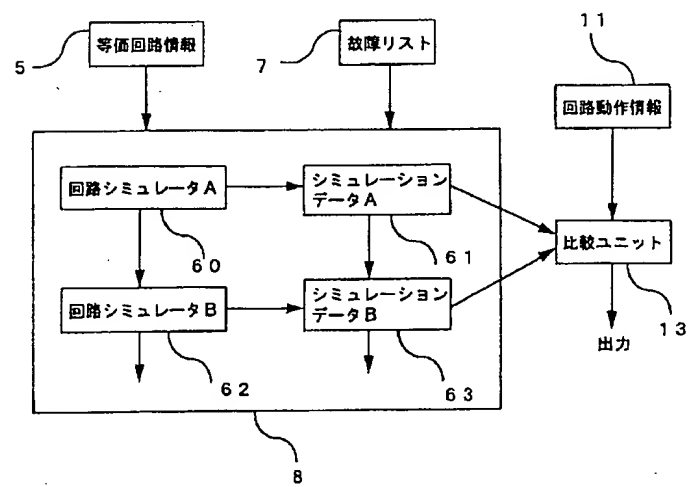 等価回路情報
5
故障リスト
7
11
回路動作情報
回路シミュレータA
60
シミュレーション
データA
61
比較ユニット
13
回路シミュレータB
62
シミュレーション
データB
63
出力
8